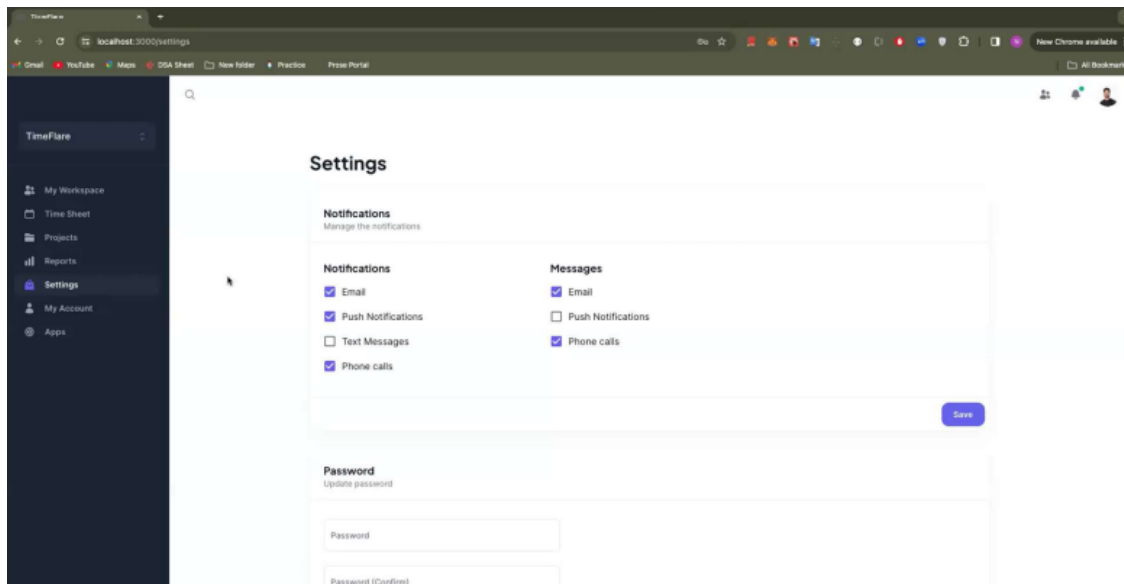 TimeFlare
localhost:3000/settings
New Chrome available
Gmail YouTube Maps DSA Sheet New folder Practice Prose Portal
All Bookmark
TimeFlare
Settings
My Workspace
Time Sheet
Projects
Reports
Settings
My Account
Apps
Notifications
Manage the notifications
Notifications
Email
Push Notifications
Text Messages
Phone calls
Messages
Email
Push Notifications
Phone calls
Save
Password
Update password
Password
Password (Confirm)